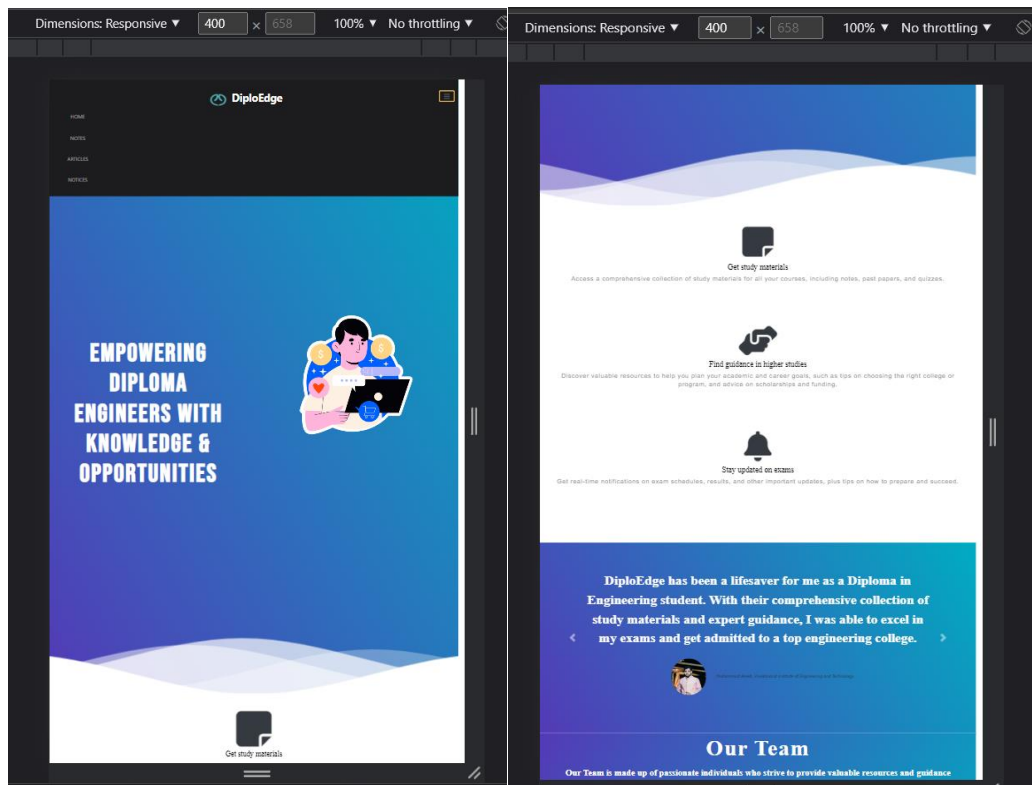 Dimensions: Responsive ▼ 400 × 658 100% ▼ No throttling ▼
DiploEdge
HOME
NOTES
ARTICLES
NOTICES
EMPOWERING
DIPLOMA
ENGINEERS WITH
KNOWLEDGE &
OPPORTUNITIES
Get study materials
Dimensions: Responsive ▼ 400 × 658 100% ▼ No throttling ▼
Get study materials
Access a comprehensive collection of study materials for all your courses, including notes, past papers, and quizzes.
Find guidance in higher studies
Discover valuable resources to help you plan your academic and career goals, such as tips on choosing the right college or
program, and advice on scholarships and funding.
Stay updated on exams
Get real-time notifications on exam schedules, results, and other important updates, plus tips on how to prepare and succeed.
DiploEdge has been a lifesaver for me as a Diploma in
Engineering student. With their comprehensive collection of
study materials and expert guidance, I was able to excel in
my exams and get admitted to a top engineering college.
Our Team
Our Team is made up of passionate individuals who strive to provide valuable resources and guidance